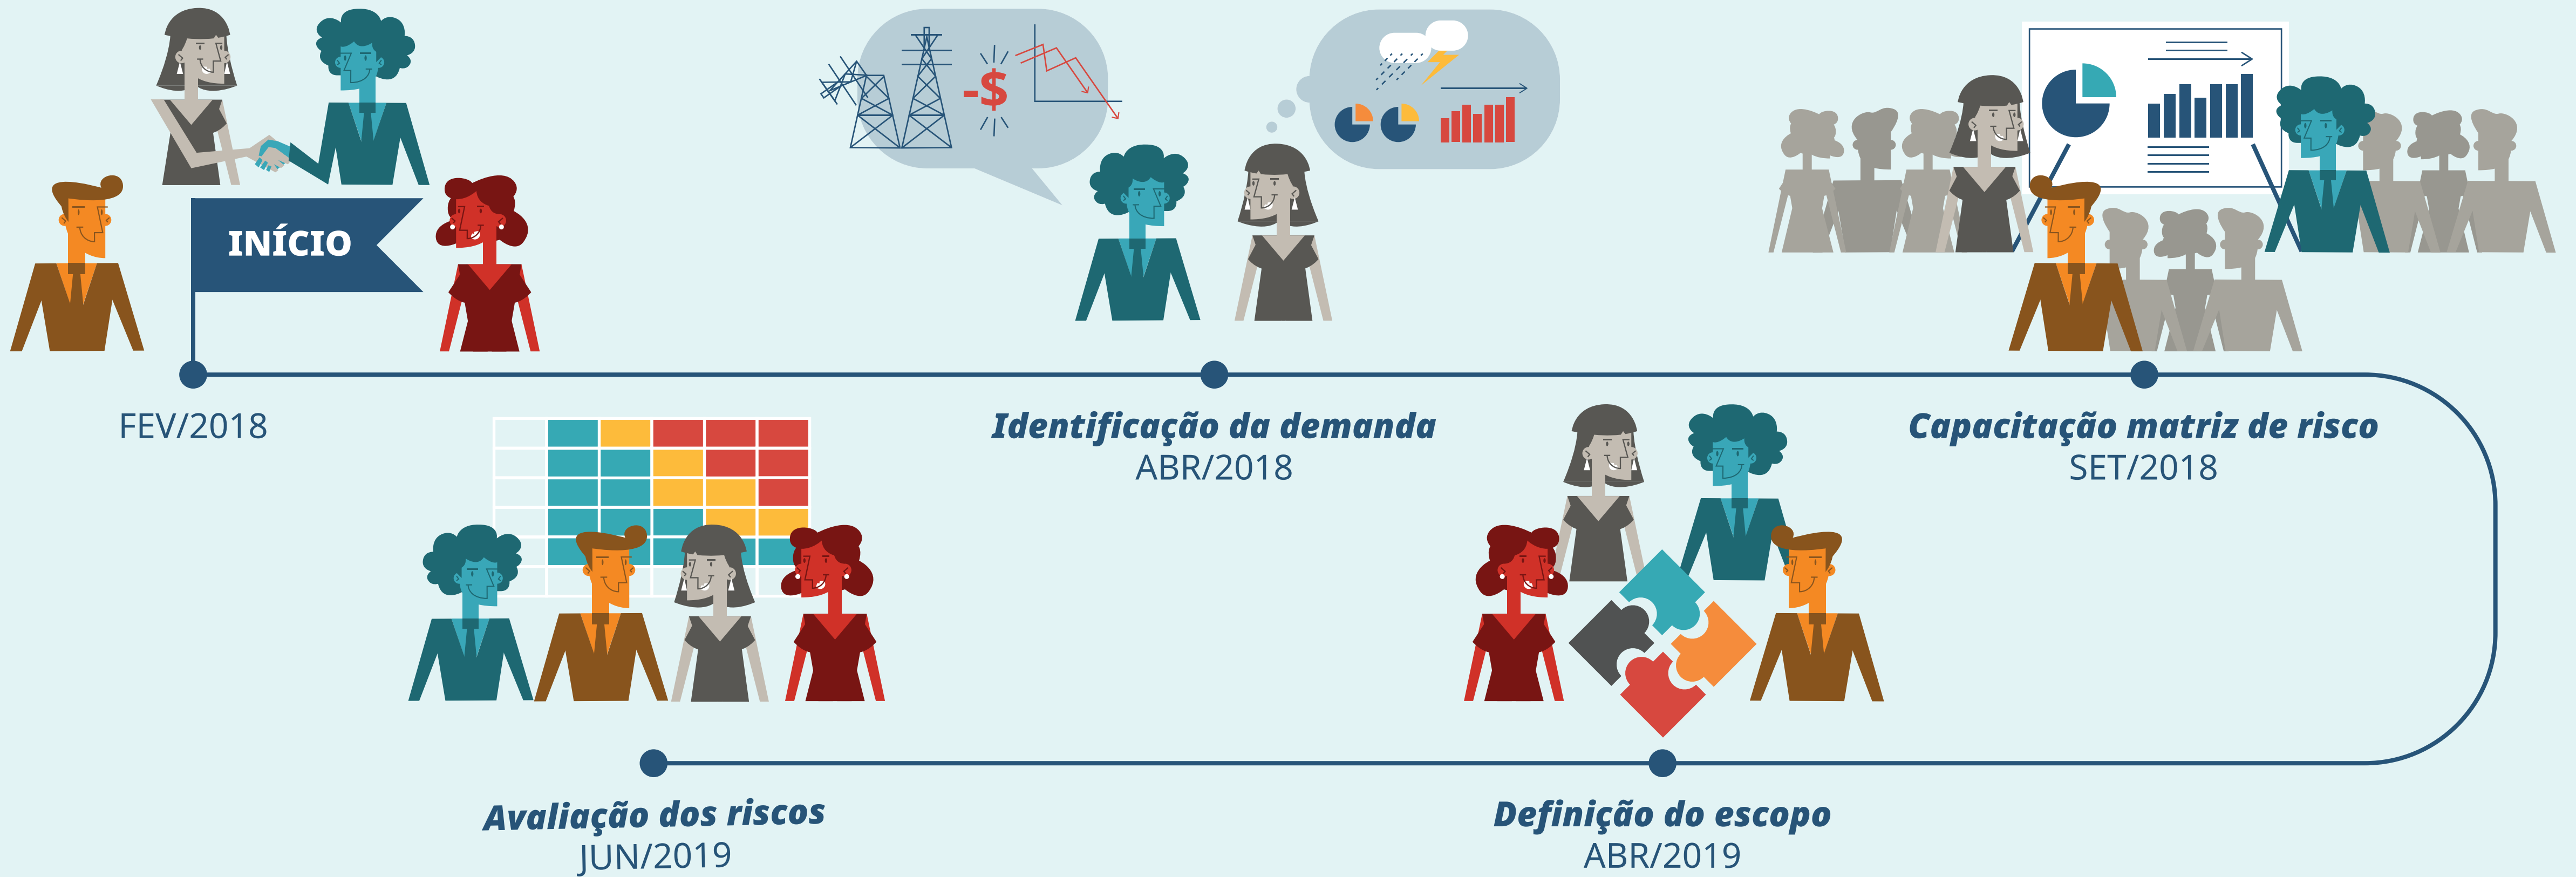 INÍCIO
FEV/2018
-$
Identificação da demanda
ABR/2018
Capacitação matriz de risco
SET/2018
Definição do escopo
ABR/2019
Avaliação dos riscos
JUN/2019